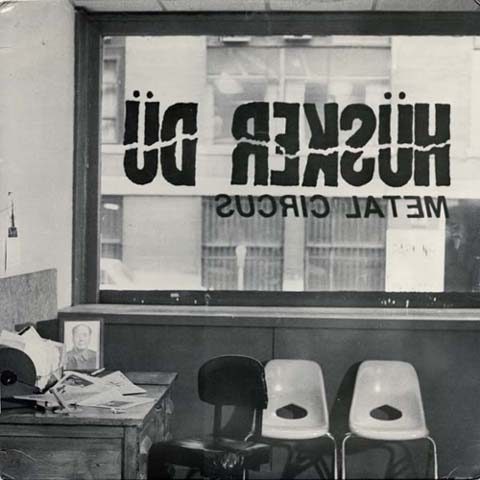 HÜSKER DÜ
METAL CIRCUS